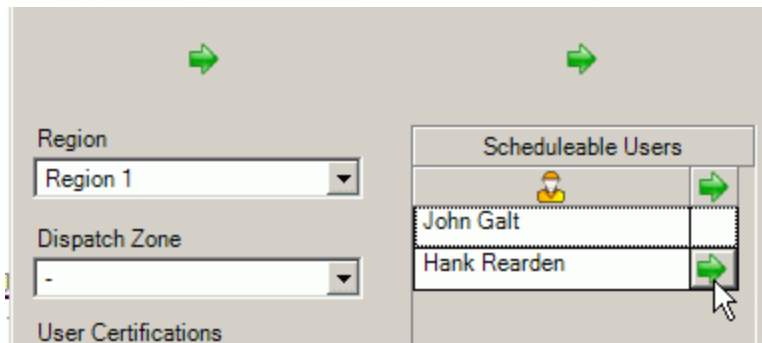 Region
Region 1
Dispatch Zone
-
User Certifications
Scheduleable Users
John Galt
Hank Rearden